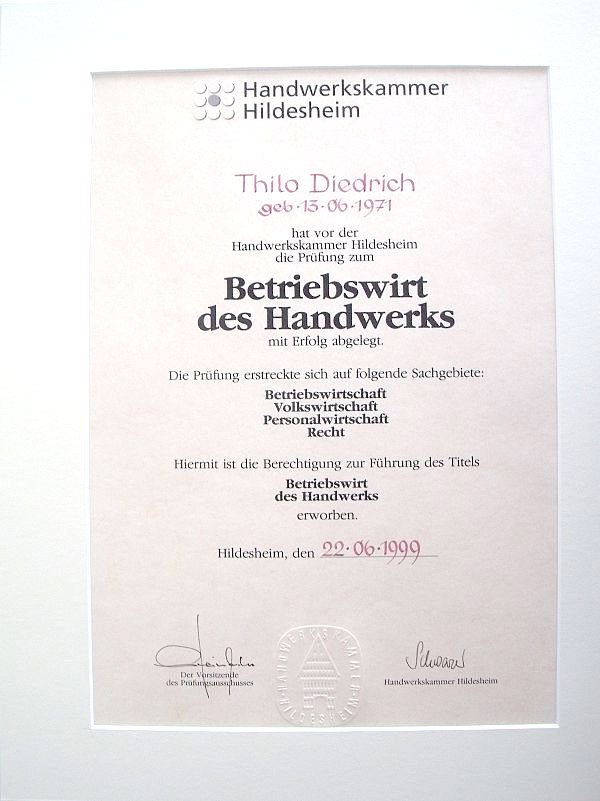 Handwerkskammer
Hildesheim
Thilo Diedrich
geb·13·06·1971
hat vor der
Handwerkskammer Hildesheim
die Prüfung zum
Betriebswirt
des Handwerks
mit Erfolg abgelegt.
Die Prüfung erstreckte sich auf folgende Sachgebiete:
Betriebswirtschaft
Volkswirtschaft
Personalwirtschaft
Recht
Hiermit ist die Berechtigung zur Führung des Titels
Betriebswirt
des Handwerks
erworben.
Hildesheim, den 22·06·1999
Der Vorsitzende
des Prüfungsausschusses
HANDWERKSKAMMER
HILDESHEIM
Handwerkskammer Hildesheim